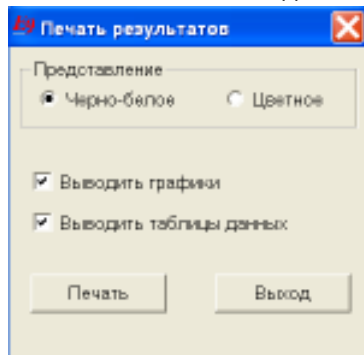 Печать результатов
Представление
Черно-белое Цветное
Выводить графики
Выводить таблицы данных
Печать Выход